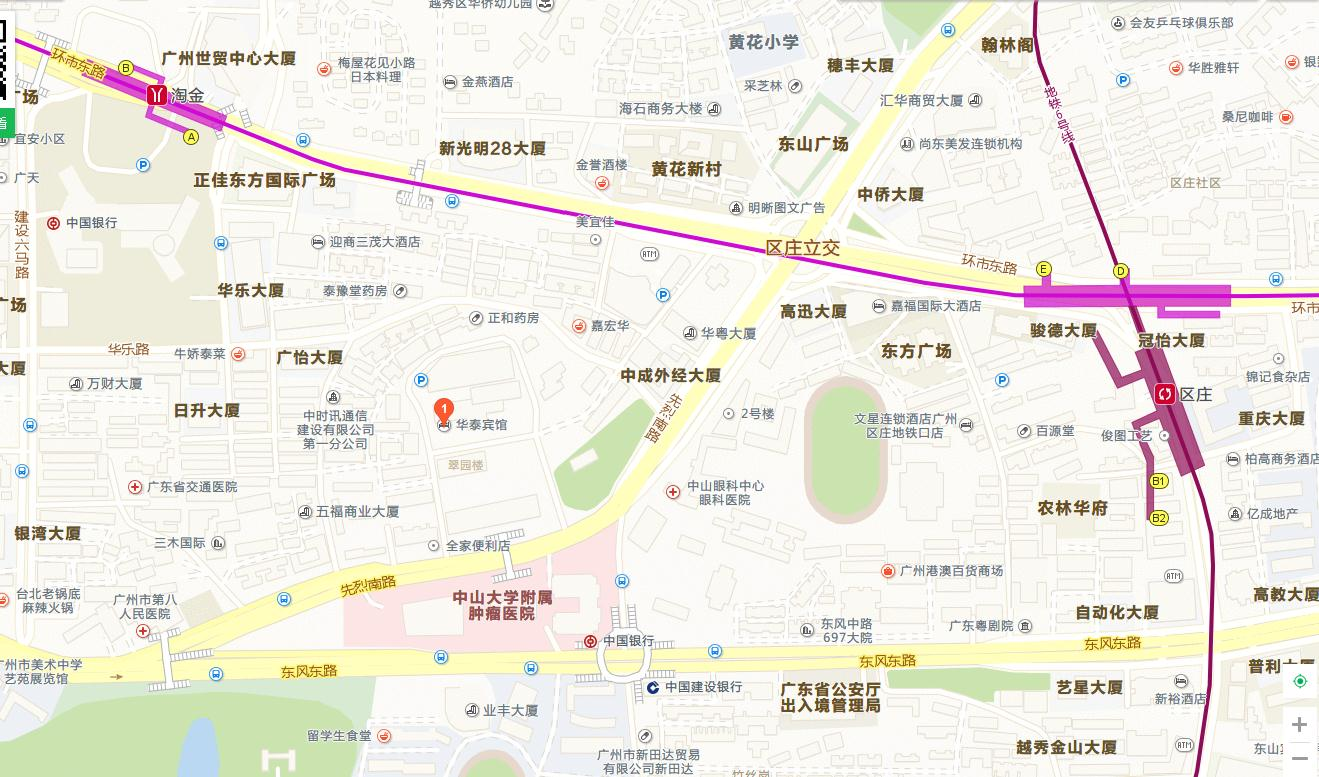 越秀区华侨幼儿园
会友乒乓球俱乐部
黄花小学
翰林阁
环市东路
B
广州世贸中心大厦
梅屋花见小路
日本料理
穗丰大厦
华胜雅轩
金燕酒店
采芝林
P
淘金
汇华商贸大厦
海石商务大楼
地铁6号线
桑尼咖啡
广场
A
宜安小区
新光明28大厦
东山广场
尚东美发连锁机构
P
金誉酒楼
黄花新村
广天
正佳东方国际广场
区庄社区
中侨大厦
明晰图文广告
建设六马路
中国银行
美宜佳
迎商三茂大酒店
区庄立交
ATM
环市东路
E
D
华乐大厦
泰豫堂药房
P
广场
高迅大厦
嘉福国际大酒店
环市
正和药房
嘉宏华
华粤大厦
骏德大厦
冠怡大厦
华乐路
牛娇泰菜
广怡大厦
东方广场
大厦
中成外经大厦
锦记食杂店
万财大厦
P
P
区庄
日升大厦
中时讯通信
建设有限公司
第一分公司
1
华泰宾馆
先烈南路
2号楼
文星连锁酒店广州
区庄地铁口店
百源堂
俊图工艺
重庆大厦
翠园楼
柏高商务酒店
广东省交通医院
中山眼科中心
眼科医院
B1
五福商业大厦
农林华府
B2
亿成地产
银湾大厦
三木国际
全家便利店
广州港澳百货商场
ATM
先烈南路
台北老锅底
麻辣火锅
广州市第八
人民医院
中山大学附属
肿瘤医院
高教大厦
自动化大厦
东风中路
697大院
广东粤剧院
中国银行
东风东路
广州市美术中学
艺苑展览馆
东风东路
东风东路
普利大厦
中国建设银行
广东省公安厅
出入境管理局
艺星大厦
新裕酒店
业丰大厦
留学生食堂
广州市新田达贸易
有限公司新田达
越秀金山大厦
ATM
竹丝岗